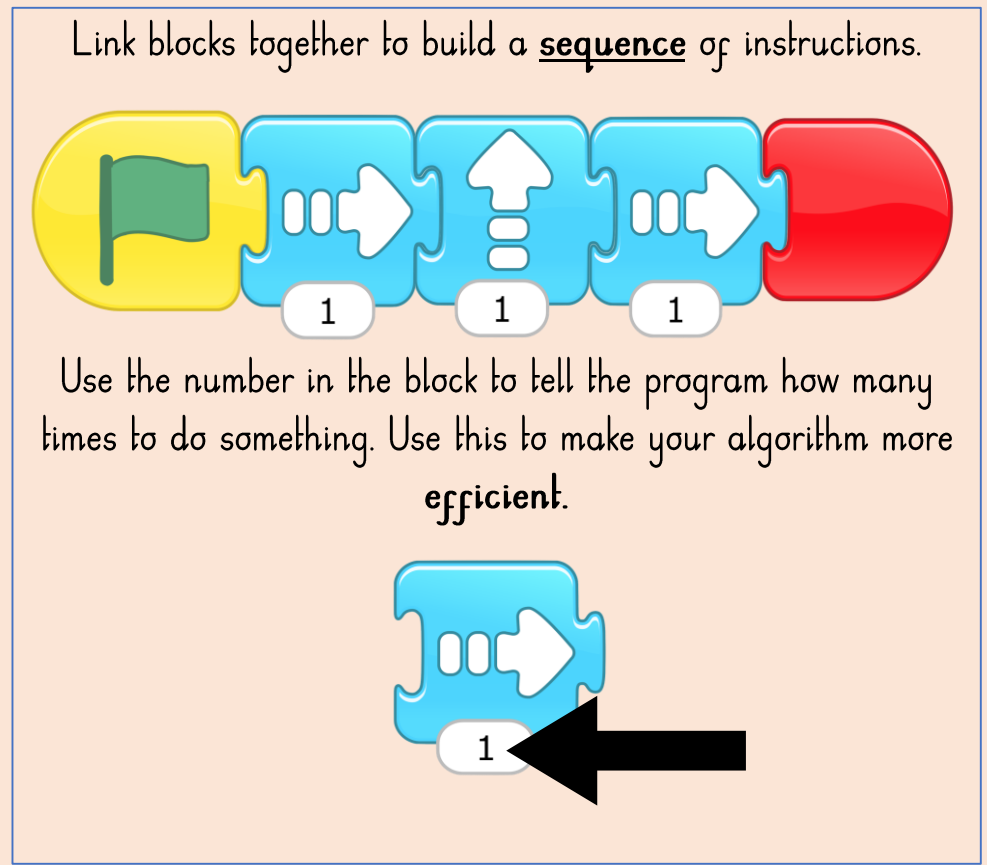 Link blocks together to build a sequence of instructions.
1 1 1
Use the number in the block to tell the program how many
times to do something. Use this to make your algorithm more
efficient.
1